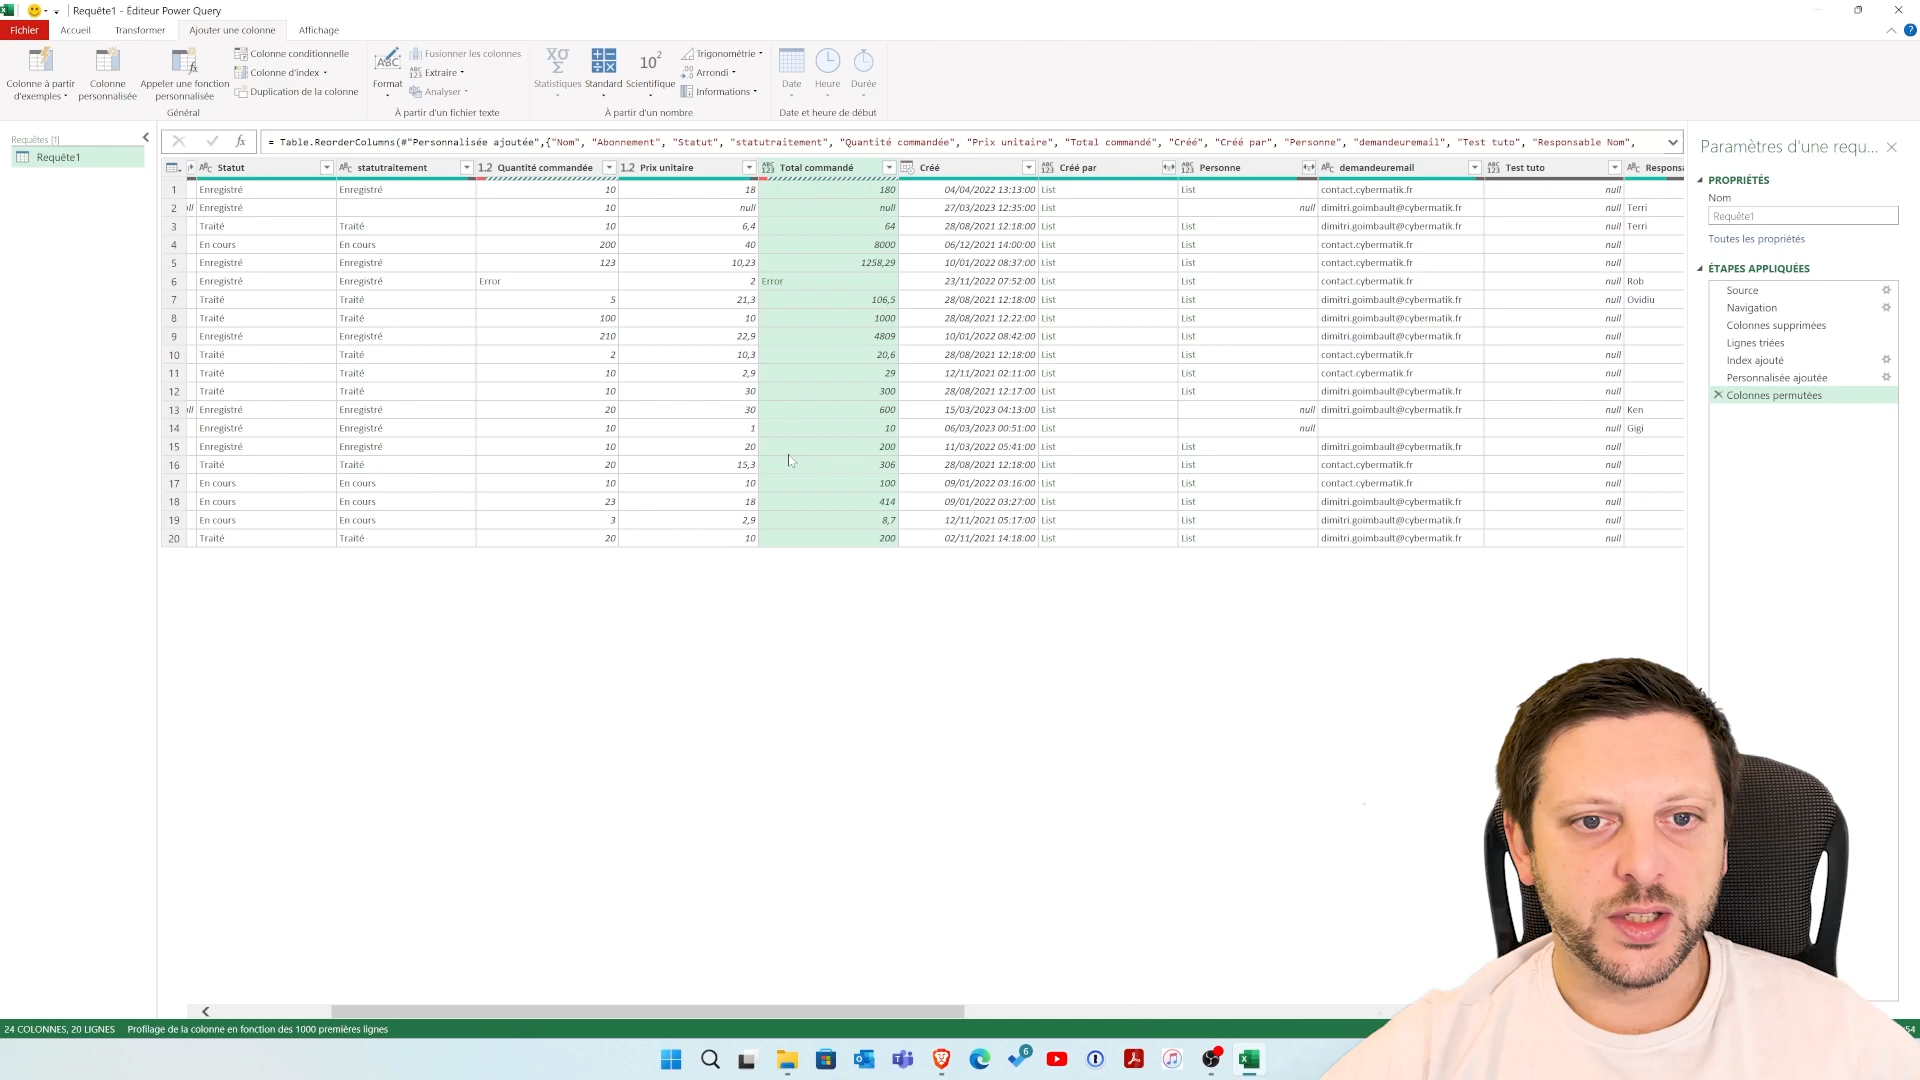 Requête1 - Éditeur Power Query
Fichier Accueil Transformer Ajouter une colonne Affichage
Colonne à partir d'exemples
Colonne personnalisée
Appeler une fonction personnalisée
Colonne conditionnelle
Colonne d'index
Duplication de la colonne
Général
Format
Fusionner les colonnes
Extraire
Analyser
À partir d'un fichier texte
Statistiques
Standard
Scientifique
Trigonométrie
Arrondi
Informations
À partir d'un nombre
Date
Heure
Durée
Date et heure de début
Requêtes [1]
Requête1
= Table.ReorderColumns(#"Personnalisée ajoutée",{"Nom", "Abonnement", "Statut", "statutraitement", "Quantité commandée", "Prix unitaire", "Total commandé", "Créé", "Créé par", "Personne", "demandeuremail", "Test tuto", "Responsable Nom",
Statut statutraitement 1.2 Quantité commandée 1.2 Prix unitaire Total commandé Créé Créé par Personne demandeuremail Test tuto Responsa
1 Enregistré Enregistré 10 18 180 04/04/2022 13:13:00 List List contact.cybermatik.fr null
2 ull Enregistré 10 null null 27/03/2023 12:35:00 List null dimitri.goimbault@cybermatik.fr null Terri
3 Traité Traité 10 6,4 64 28/08/2021 12:18:00 List List dimitri.goimbault@cybermatik.fr null Terri
4 En cours En cours 200 40 8000 06/12/2021 14:00:00 List List contact.cybermatik.fr null
5 Enregistré Enregistré 123 10,23 1258,29 10/01/2022 08:37:00 List List contact.cybermatik.fr null
6 Enregistré Enregistré Error 2 Error 23/11/2022 07:52:00 List List contact.cybermatik.fr null Rob
7 Traité Traité 5 21,3 106,5 28/08/2021 12:18:00 List List dimitri.goimbault@cybermatik.fr null Ovidiu
8 Traité Traité 100 10 1000 28/08/2021 12:22:00 List List dimitri.goimbault@cybermatik.fr null
9 Enregistré Enregistré 210 22,9 4809 10/01/2022 08:42:00 List List dimitri.goimbault@cybermatik.fr null
10 Traité Traité 2 10,3 20,6 28/08/2021 12:18:00 List List contact.cybermatik.fr null
11 Traité Traité 10 2,9 29 12/11/2021 02:11:00 List List contact.cybermatik.fr null
12 Traité Traité 10 30 300 28/08/2021 12:17:00 List List dimitri.goimbault@cybermatik.fr null
13 ull Enregistré Enregistré 20 30 600 15/03/2023 04:13:00 List null dimitri.goimbault@cybermatik.fr null Ken
14 Enregistré Enregistré 10 1 10 06/03/2023 00:51:00 List null null Gigi
15 Enregistré Enregistré 10 20 200 11/03/2022 05:41:00 List List dimitri.goimbault@cybermatik.fr null
16 Traité Traité 20 15,3 306 28/08/2021 12:18:00 List List contact.cybermatik.fr null
17 En cours En cours 10 10 100 09/01/2022 03:16:00 List List contact.cybermatik.fr null
18 En cours En cours 23 18 414 09/01/2022 03:27:00 List List dimitri.goimbault@cybermatik.fr null
19 En cours En cours 3 2,9 8,7 12/11/2021 05:17:00 List List dimitri.goimbault@cybermatik.fr null
20 Traité Traité 20 10 200 02/11/2021 14:18:00 List List dimitri.goimbault@cybermatik.fr null
Paramètres d'une requ...
PROPRIÉTÉS
Nom
Requête1
Toutes les propriétés
ÉTAPES APPLIQUÉES
Source
Navigation
Colonnes supprimées
Lignes triées
Index ajouté
Personnalisée ajoutée
Colonnes permutées
24 COLONNES, 20 LIGNES Profilage de la colonne en fonction des 1000 premières lignes
54
6